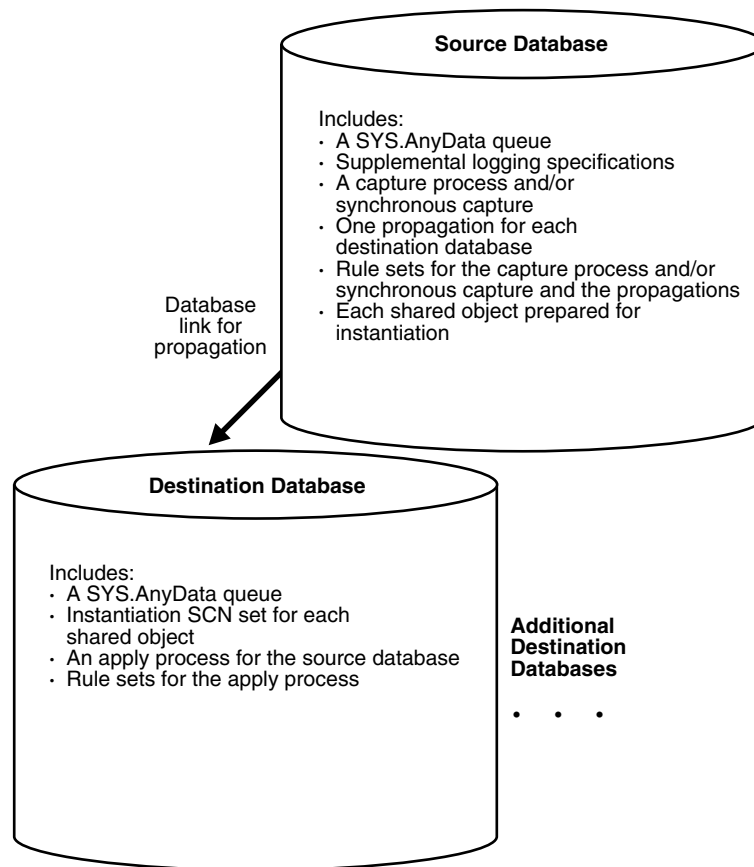 Source Database
Includes:
· A SYS.AnyData queue
· Supplemental logging specifications
· A capture process and/or
synchronous capture
· One propagation for each
destination database
· Rule sets for the capture process and/or
synchronous capture and the propagations
· Each shared object prepared for
instantiation
Database
link for
propagation
Destination Database
Includes:
· A SYS.AnyData queue
· Instantiation SCN set for each
shared object
· An apply process for the source database
· Rule sets for the apply process
Additional
Destination
Databases
. . .